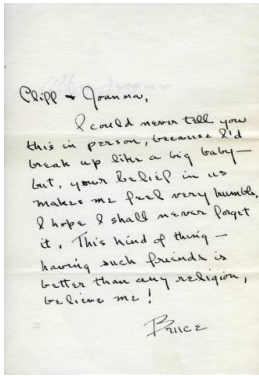 Cliff & Joanna,
I could never tell you
this in person, because I'd
break up like a big baby—
but, your belief in us
makes me feel very humble.
I hope I shall never forget
it. This kind of thing —
having such friends is
better than any religion,
believe me!
Bruce